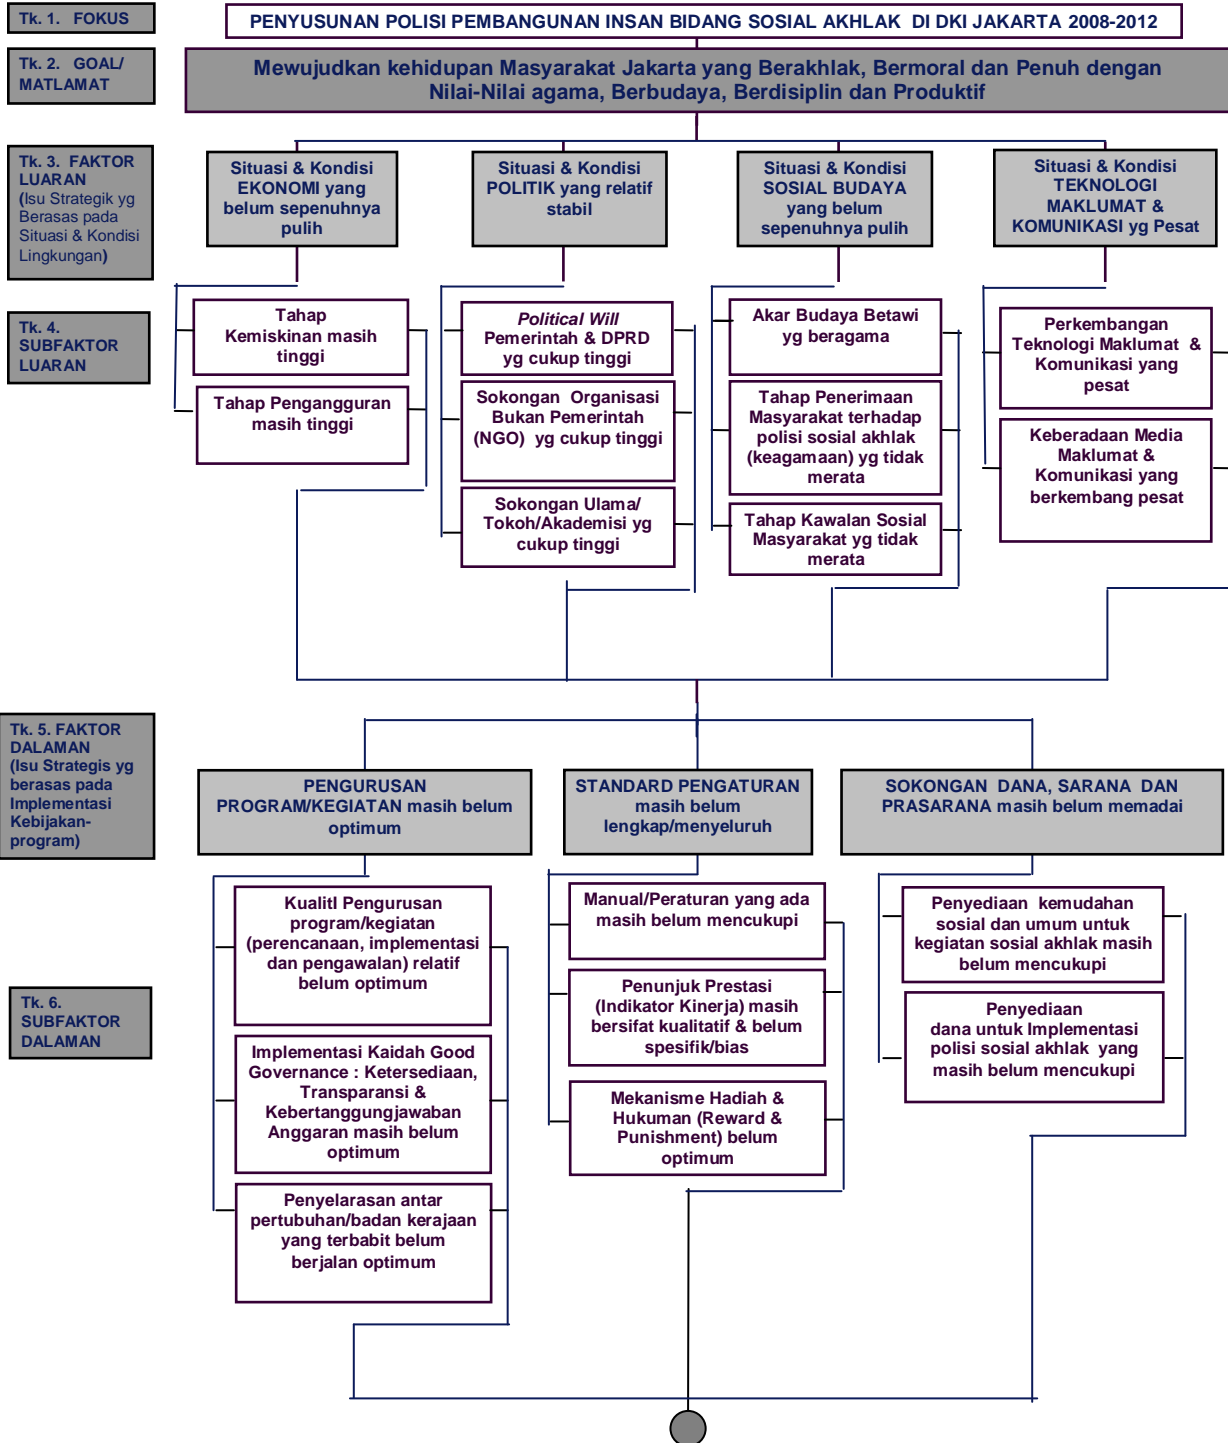 Tk. 1. FOKUS
PENYUSUNAN POLISI PEMBANGUNAN INSAN BIDANG SOSIAL AKHLAK DI DKI JAKARTA 2008-2012
Tk. 2. GOAL/
MATLAMAT
Mewujudkan kehidupan Masyarakat Jakarta yang Berakhlak, Bermoral dan Penuh dengan
Nilai-Nilai agama, Berbudaya, Berdisiplin dan Produktif
Tk. 3. FAKTOR
LUARAN
(Isu Strategik yg
Berasas pada
Situasi & Kondisi
Lingkungan)
Situasi & Kondisi
EKONOMI yang
belum sepenuhnya
pulih
Situasi & Kondisi
POLITIK yang relatif
stabil
Situasi & Kondisi
SOSIAL BUDAYA
yang belum
sepenuhnya pulih
Situasi & Kondisi
TEKNOLOGI
MAKLUMAT &
KOMUNIKASI yg Pesat
Tk. 4.
SUBFAKTOR
LUARAN
Tahap
Kemiskinan masih
tinggi
Tahap Pengangguran
masih tinggi
Political Will
Pemerintah & DPRD
yg cukup tinggi
Sokongan Organisasi
Bukan Pemerintah
(NGO) yg cukup tinggi
Sokongan Ulama/
Tokoh/Akademisi yg
cukup tinggi
Akar Budaya Betawi
yg beragama
Tahap Penerimaan
Masyarakat terhadap
polisi sosial akhlak
(keagamaan) yg tidak
merata
Tahap Kawalan Sosial
Masyarakat yg tidak
merata
Perkembangan
Teknologi Maklumat &
Komunikasi yang
pesat
Keberadaan Media
Maklumat &
Komunikasi yang
berkembang pesat
Tk. 5. FAKTOR
DALAMAN
(Isu Strategis yg
berasas pada
Implementasi
Kebijakan-
program)
PENGURUSAN
PROGRAM/KEGIATAN masih belum
optimum
STANDARD PENGATURAN
masih belum
lengkap/menyeluruh
SOKONGAN DANA, SARANA DAN
PRASARANA masih belum memadai
Tk. 6.
SUBFAKTOR
DALAMAN
KualitI Pengurusan
program/kegiatan
(perencanaan, implementasi
dan pengawalan) relatif
belum optimum
Implementasi Kaidah Good
Governance : Ketersediaan,
Transparansi &
Kebertanggungjawaban
Anggaran masih belum
optimum
Penyelarasan antar
pertubuhan/badan kerajaan
yang terbabit belum
berjalan optimum
Manual/Peraturan yang ada
masih belum mencukupi
Penunjuk Prestasi
(Indikator Kinerja) masih
bersifat kualitatif & belum
spesifik/bias
Mekanisme Hadiah &
Hukuman (Reward &
Punishment) belum
optimum
Penyediaan kemudahan
sosial dan umum untuk
kegiatan sosial akhlak masih
belum mencukupi
Penyediaan
dana untuk Implementasi
polisi sosial akhlak yang
masih belum mencukupi